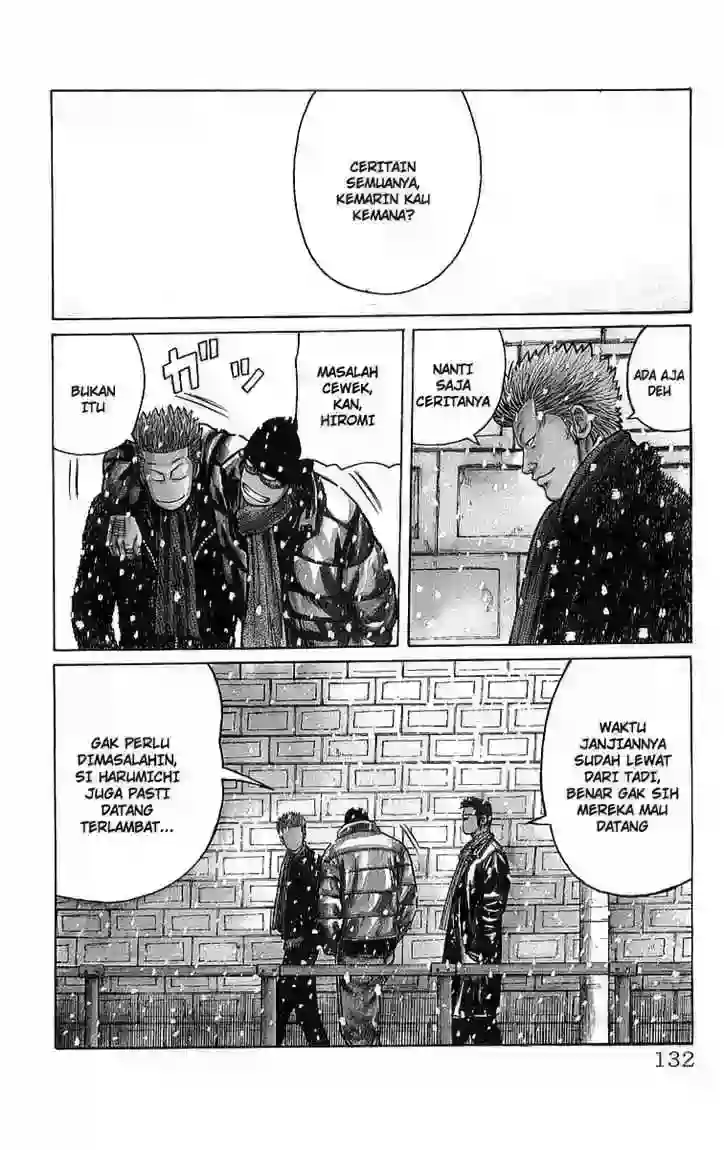 CERITAIN
SEMUANYA,
KEMARIN KAU
KEMANA?
ADA AJA
DEH
NANTI
SAJA
CERITANYA
MASALAH
CEWEK,
KAN,
HIROMI
ガッ
BUKAN
ITU
WAKTU
JANJIANNYA
SUDAH LEWAT
DARI TADI,
BENAR GAK SIH
MEREKA MAU
DATANG
GAK PERLU
DIMASALAHIN,
SI HARUMICHI
JUGA PASTI
DATANG
TERLAMBAT...
132